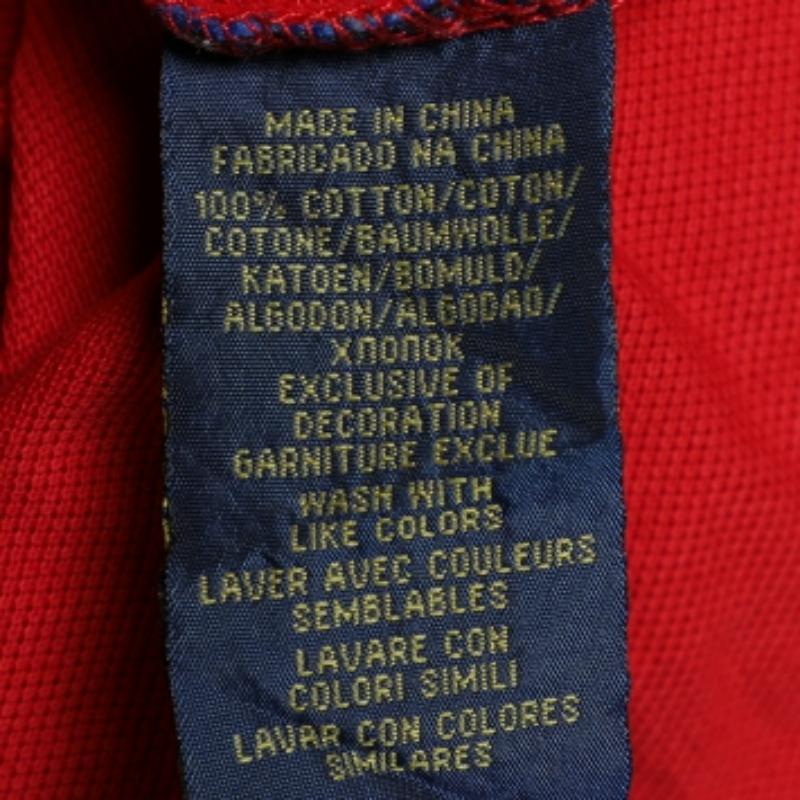 MADE IN CHINA
FABRICADO NA CHINA
100% COTTON/COTON/
COTONE/BAUMWOLLE/
KATOEN/BOMULD/
ALGODON/ALGODAO/
ХЛОПОК
EXCLUSIVE OF
DECORATION
GARNITURE EXCLUE
WASH WITH
LIKE COLORS
LAVER AVEC COULEURS
SEMBLABLES
LAVARE CON
COLORI SIMILI
LAVAR CON COLORES
SIMILARES